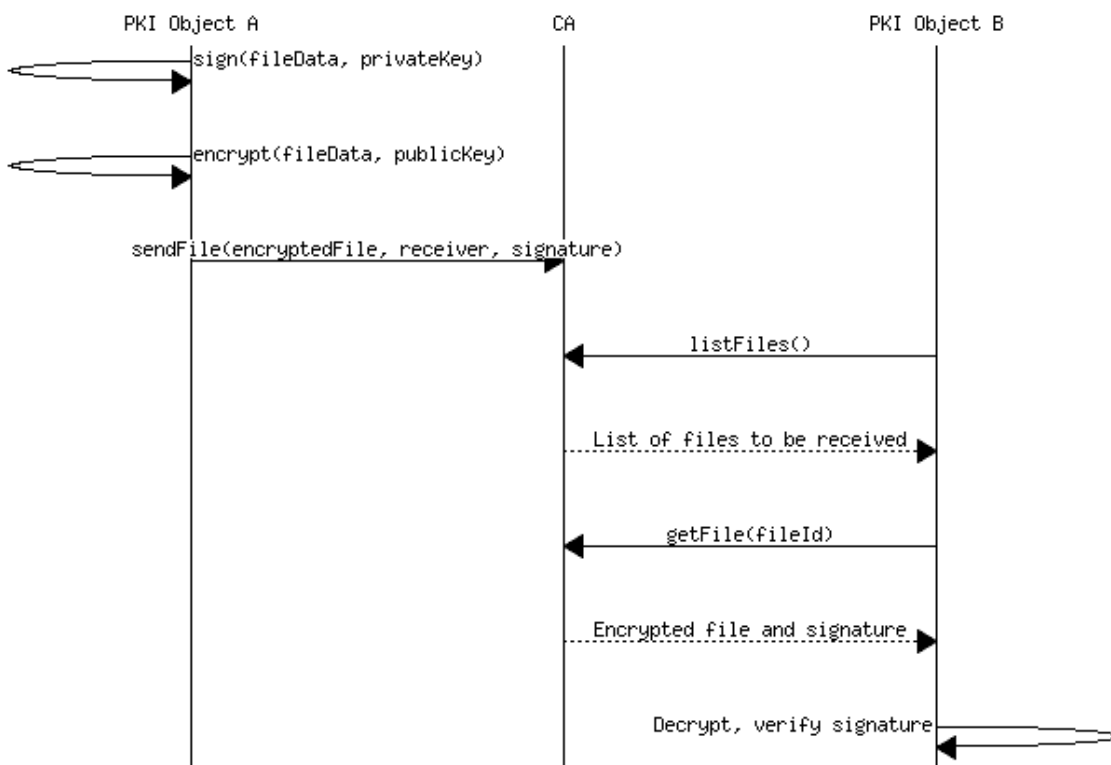 PKI Object A CA PKI Object B
sign(fileData, privateKey)
encrypt(fileData, publicKey)
sendFile(encryptedFile, receiver, signature)
listFiles()
List of files to be received
getFile(fileId)
Encrypted file and signature
Decrypt, verify signature